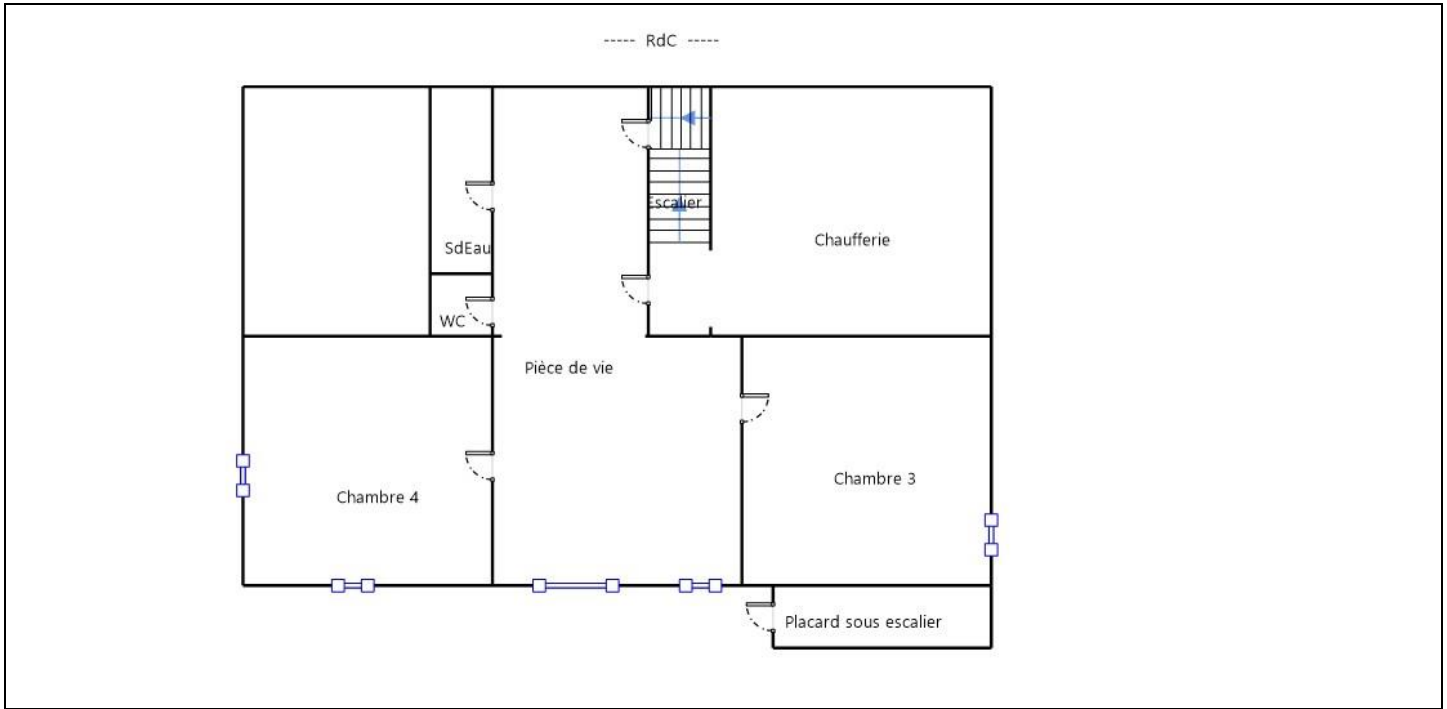 ----- RdC -----
Escalier
Chaufferie
SdEau
WC
Pièce de vie
Chambre 3
Chambre 4
Placard sous escalier